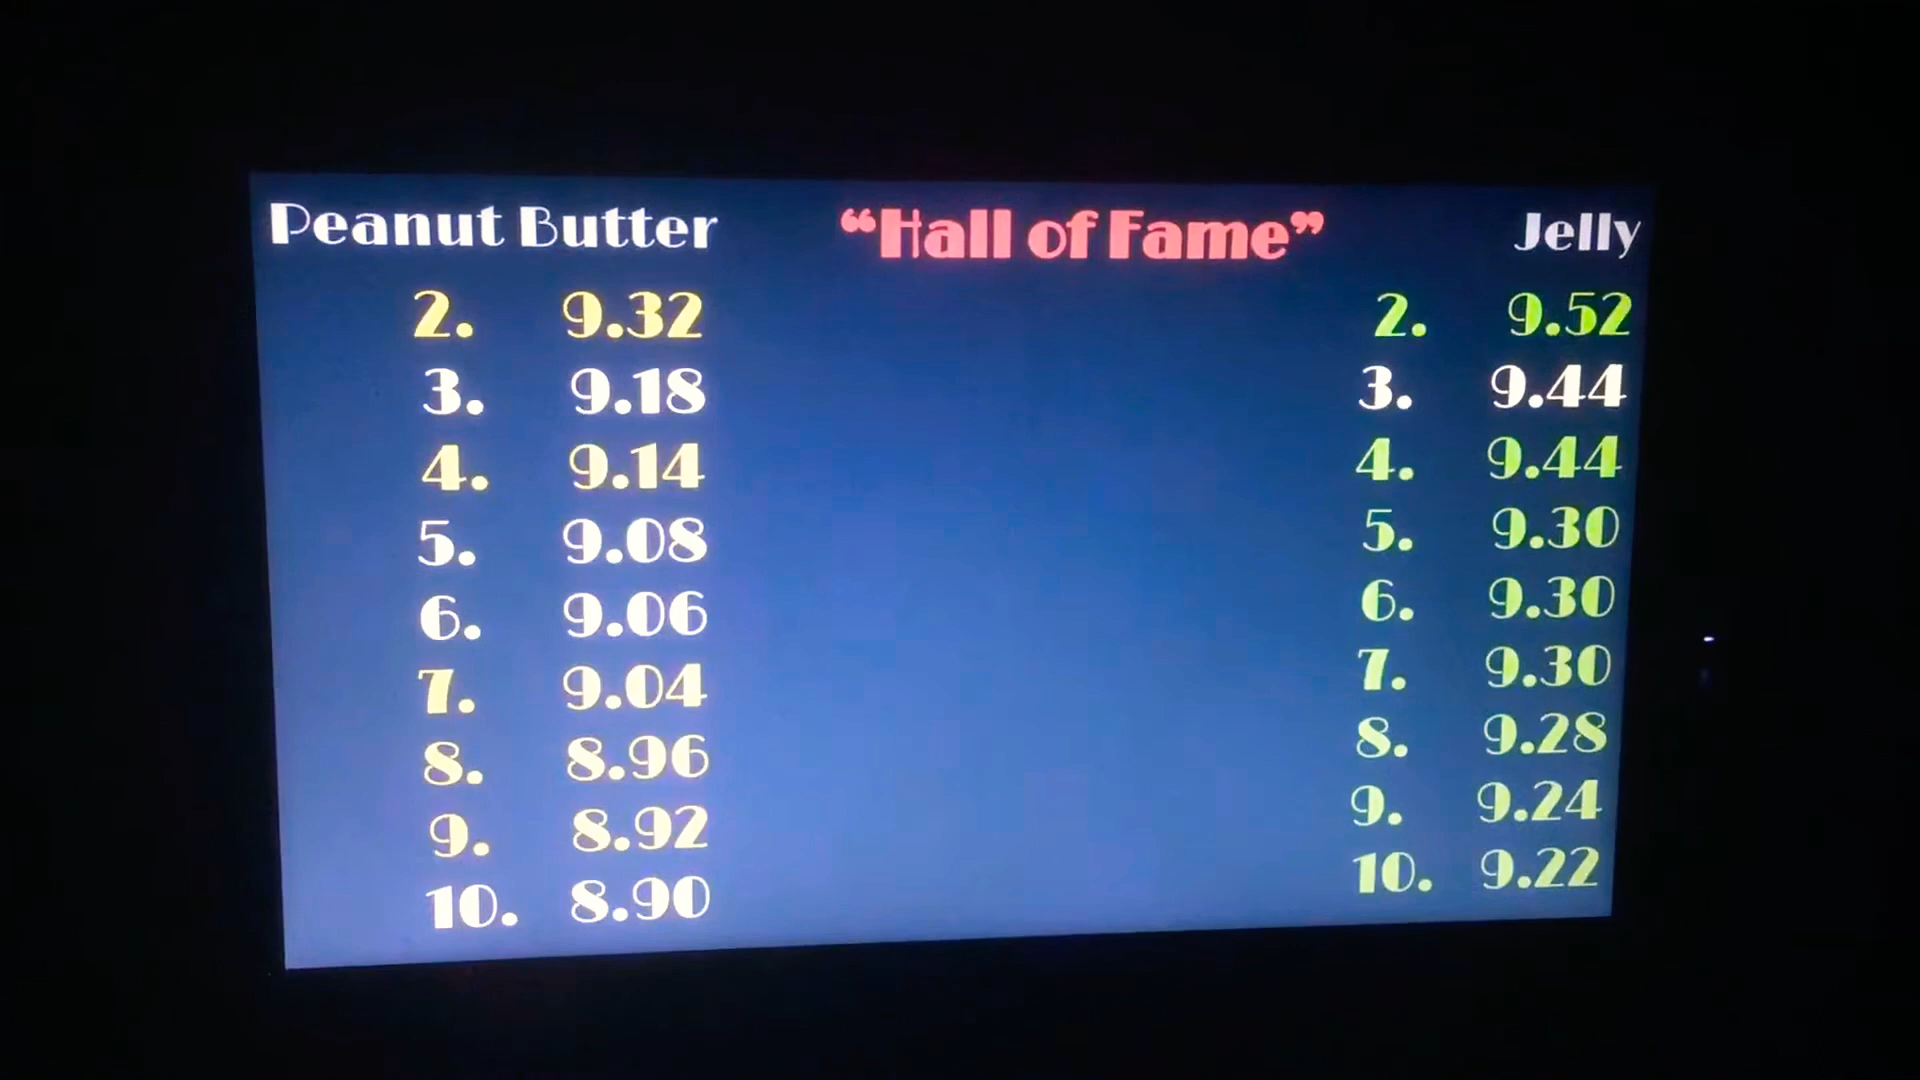 Peanut Butter “Hall of Fame” Jelly
2. 9.32 2. 9.52
3. 9.18 3. 9.44
4. 9.14 4. 9.44
5. 9.08 5. 9.30
6. 9.06 6. 9.30
7. 9.04 7. 9.30
8. 8.96 8. 9.28
9. 8.92 9. 9.24
10. 8.90 10. 9.22